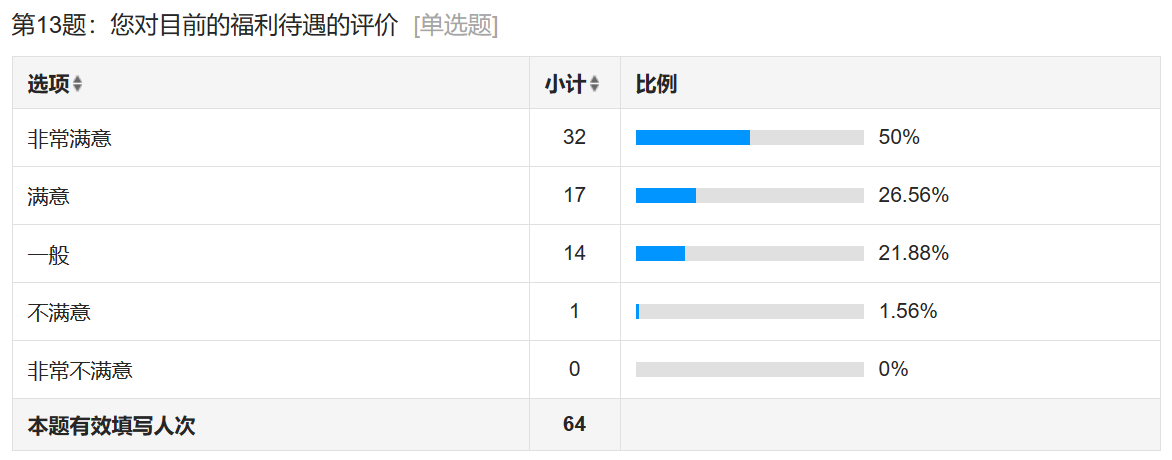 第13题：您对目前的福利待遇的评价 [单选题]
选项 小计 比例
非常满意 32 50%
满意 17 26.56%
一般 14 21.88%
不满意 1 1.56%
非常不满意 0 0%
本题有效填写人次 64